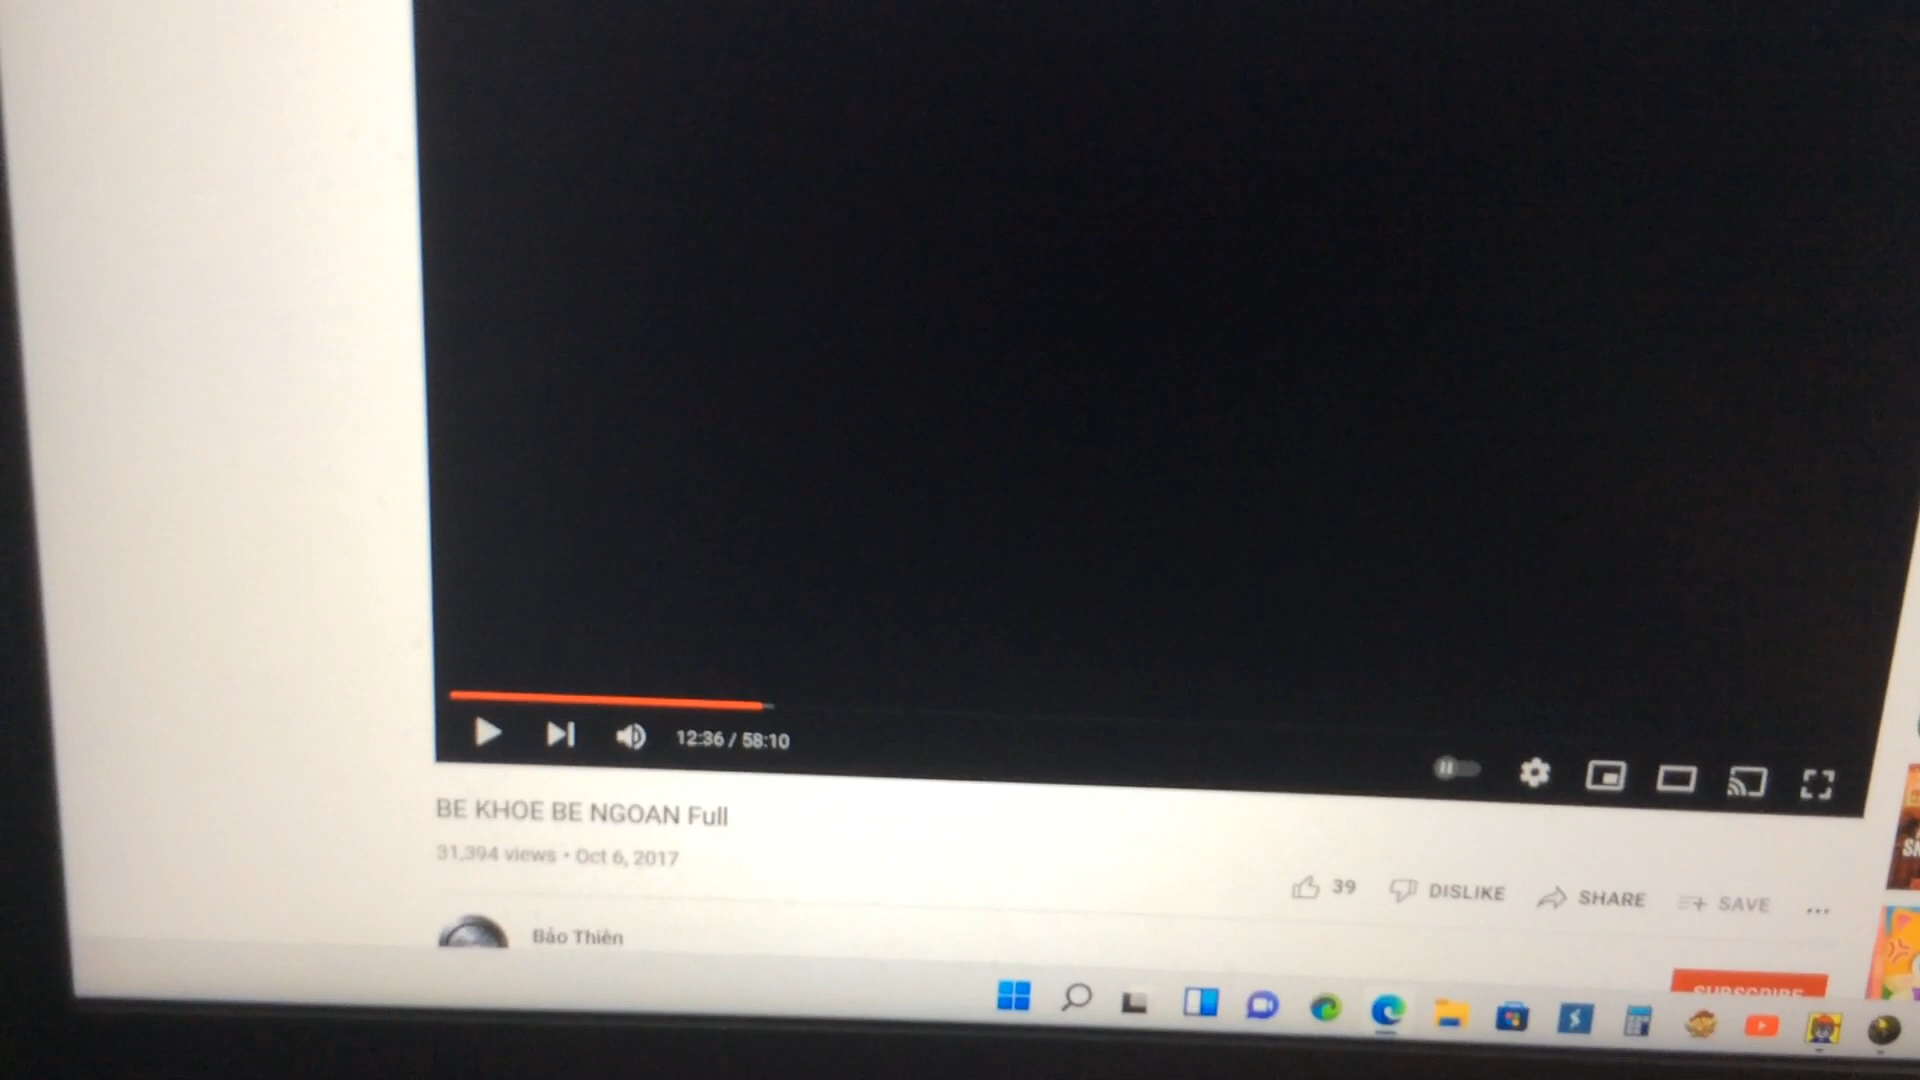 12:36 / 58:10
BE KHOE BE NGOAN Full
31,394 views • Oct 6, 2017
39 DISLIKE SHARE SAVE
Bảo Thiên
SUBSCRIBE